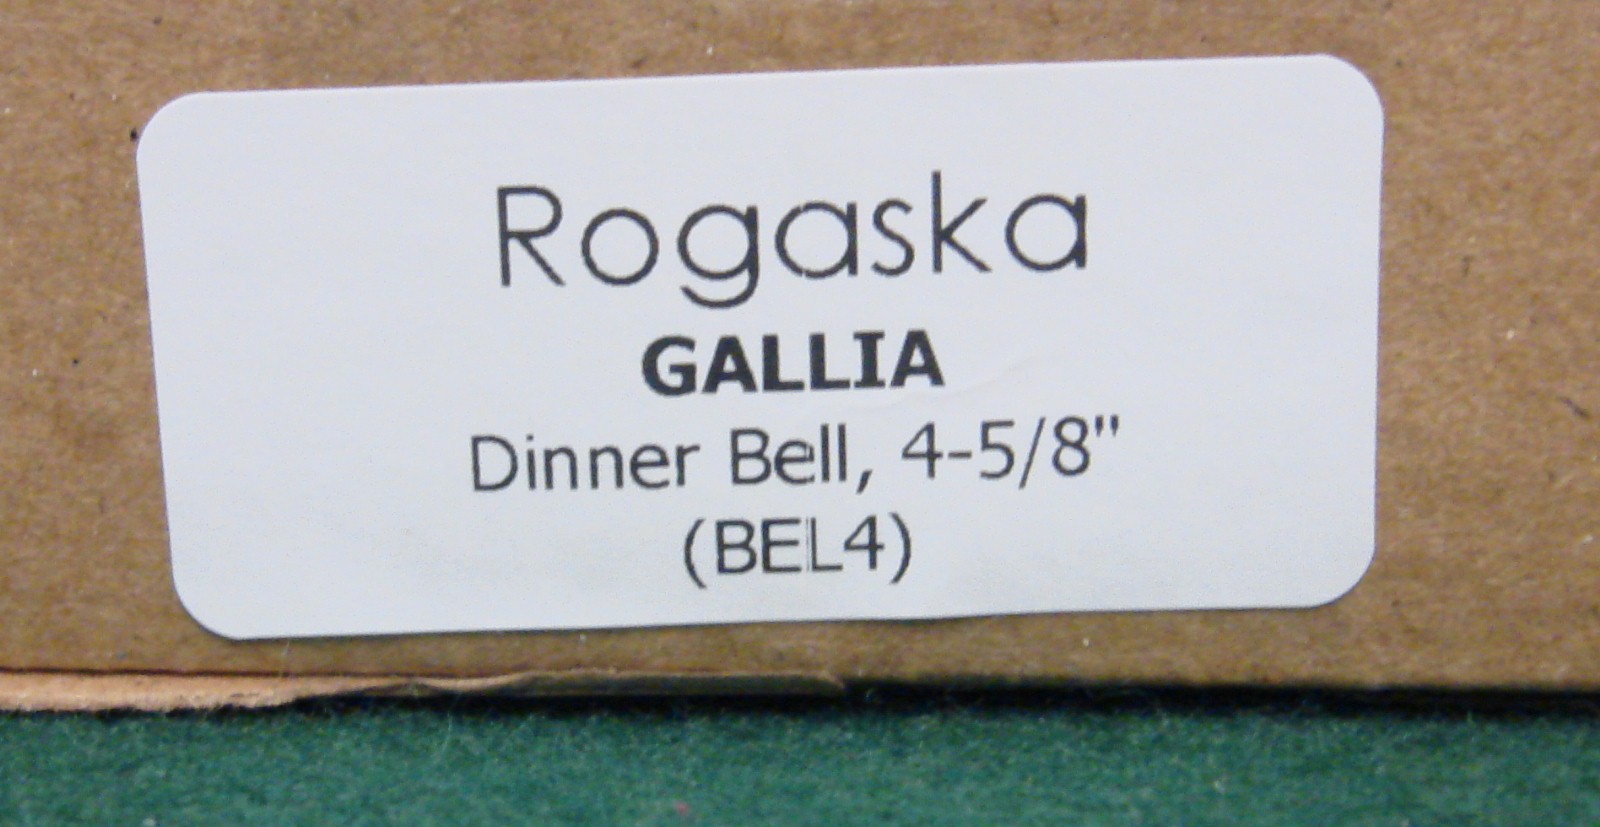 Rogaska
GALLIA
Dinner Bell, 4-5/8"
(BEL4)